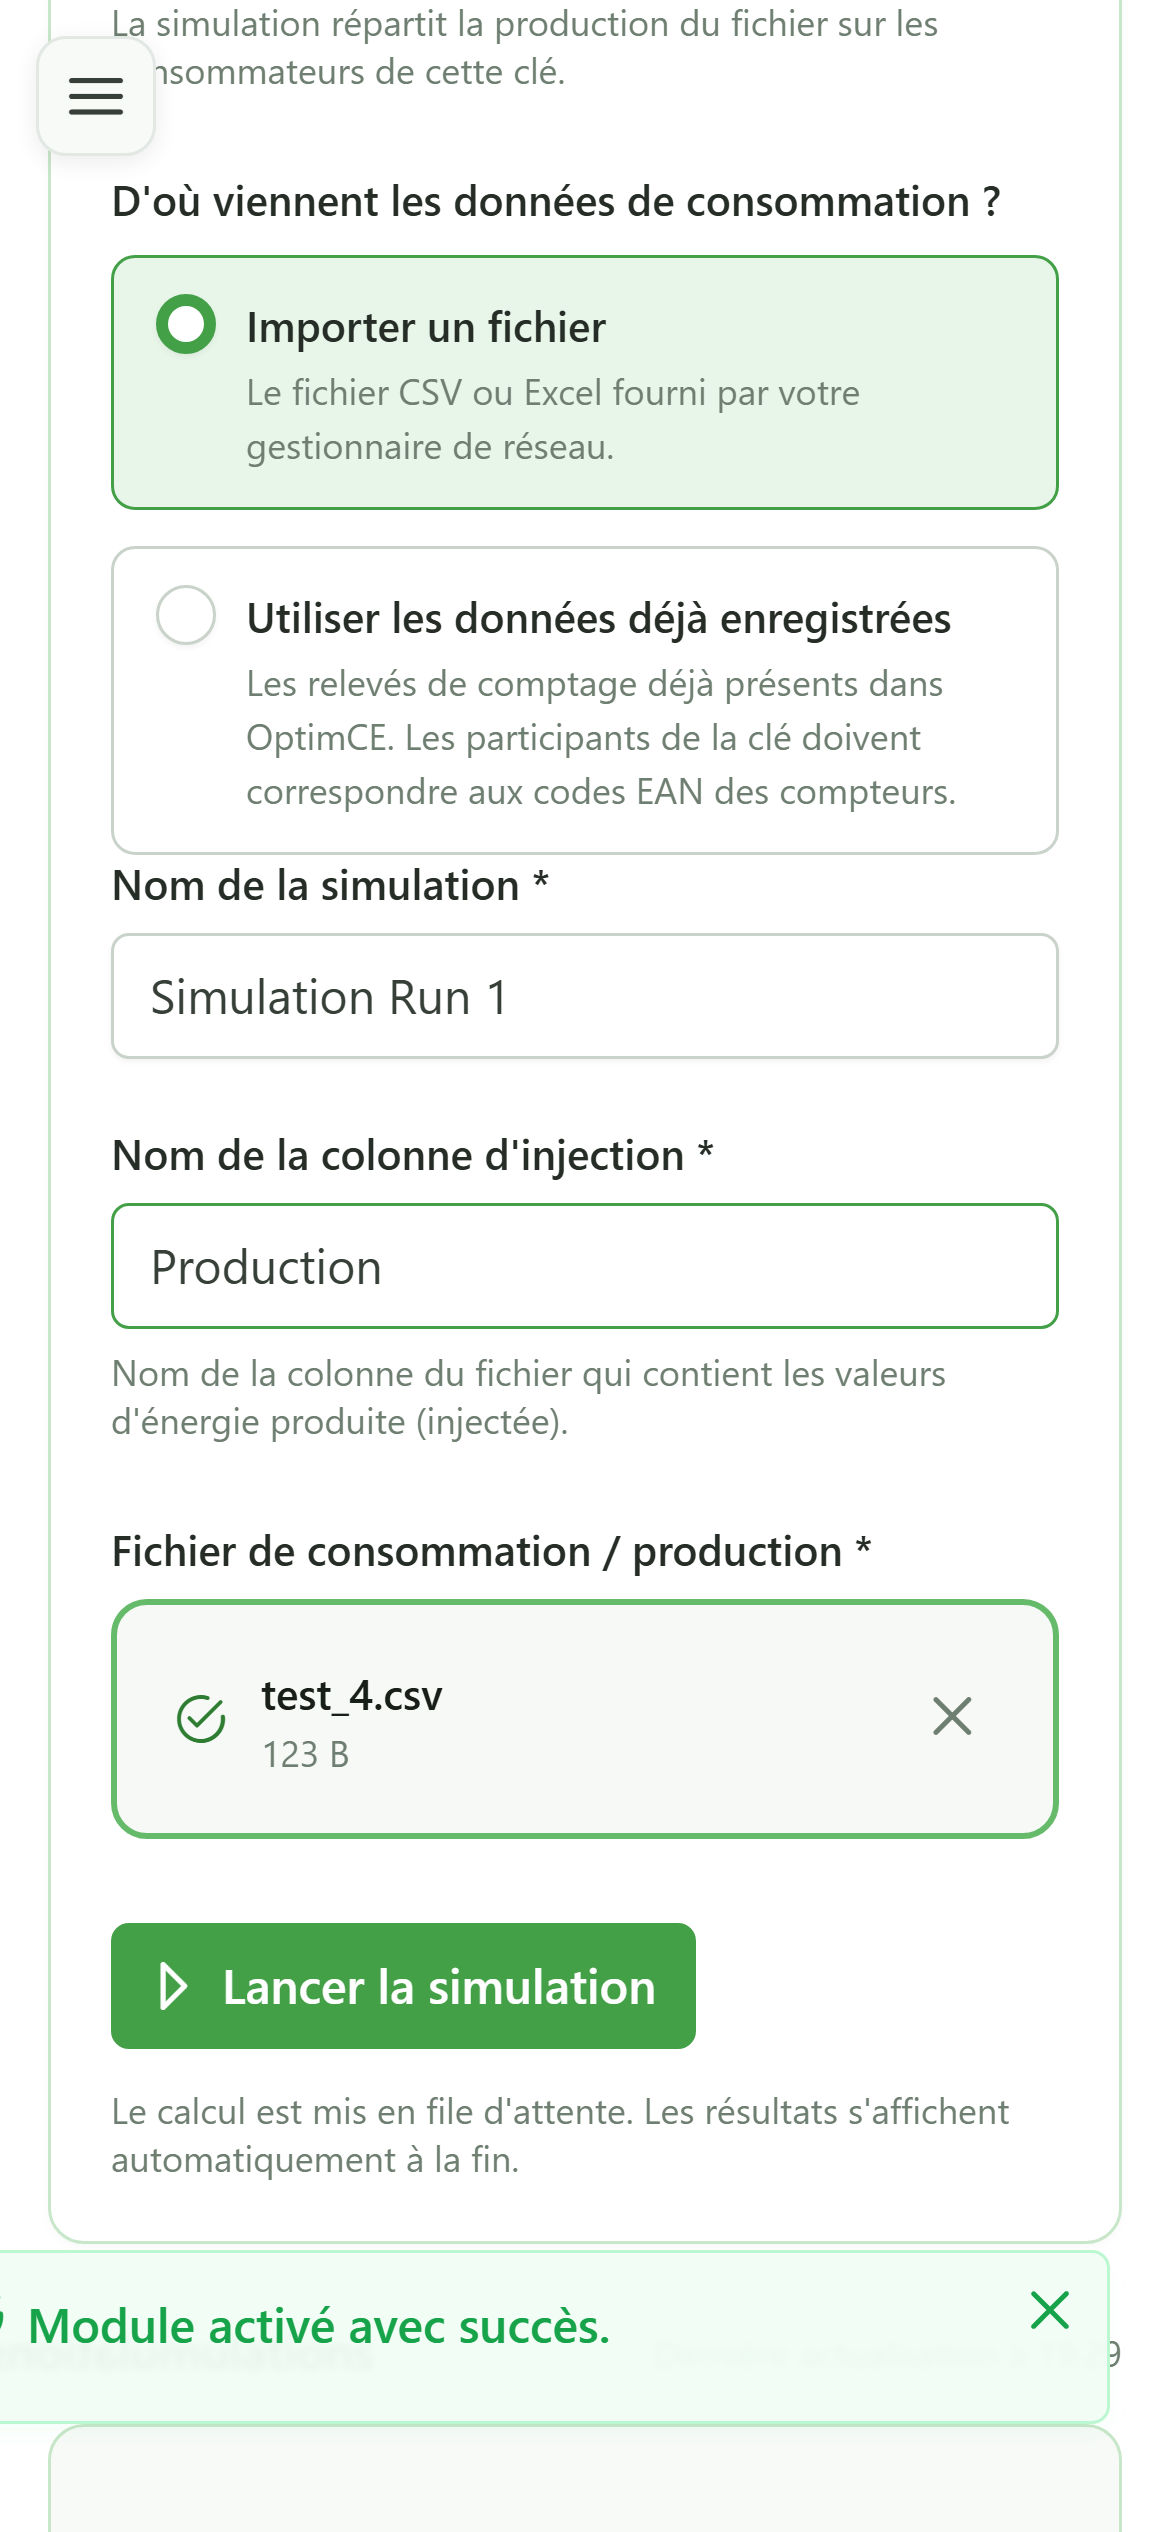 La simulation répartit la production du fichier sur les
nsommateurs de cette clé.
D'où viennent les données de consommation ?
Importer un fichier
Le fichier CSV ou Excel fourni par votre
gestionnaire de réseau.
Utiliser les données déjà enregistrées
Les relevés de comptage déjà présents dans
OptimCE. Les participants de la clé doivent
correspondre aux codes EAN des compteurs.
Nom de la simulation *
Simulation Run 1
Nom de la colonne d'injection *
Production
Nom de la colonne du fichier qui contient les valeurs
d'énergie produite (injectée).
Fichier de consommation / production *
test_4.csv
123 B
Lancer la simulation
Le calcul est mis en file d'attente. Les résultats s'affichent
automatiquement à la fin.
Module activé avec succès.
9